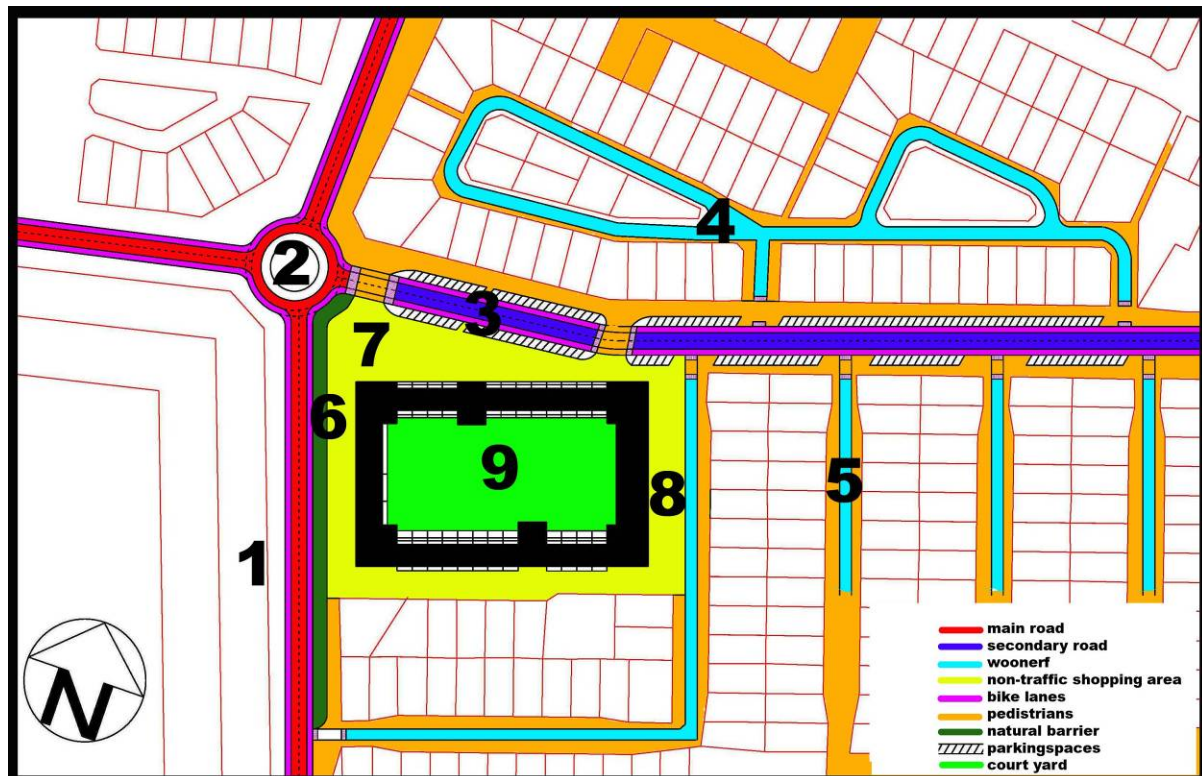 4
2
3
7
6
9
8
5
1
N
main road
secondary road
woonerf
non-traffic shopping area
bike lanes
pedistrians
natural barrier
parkingspaces
court yard